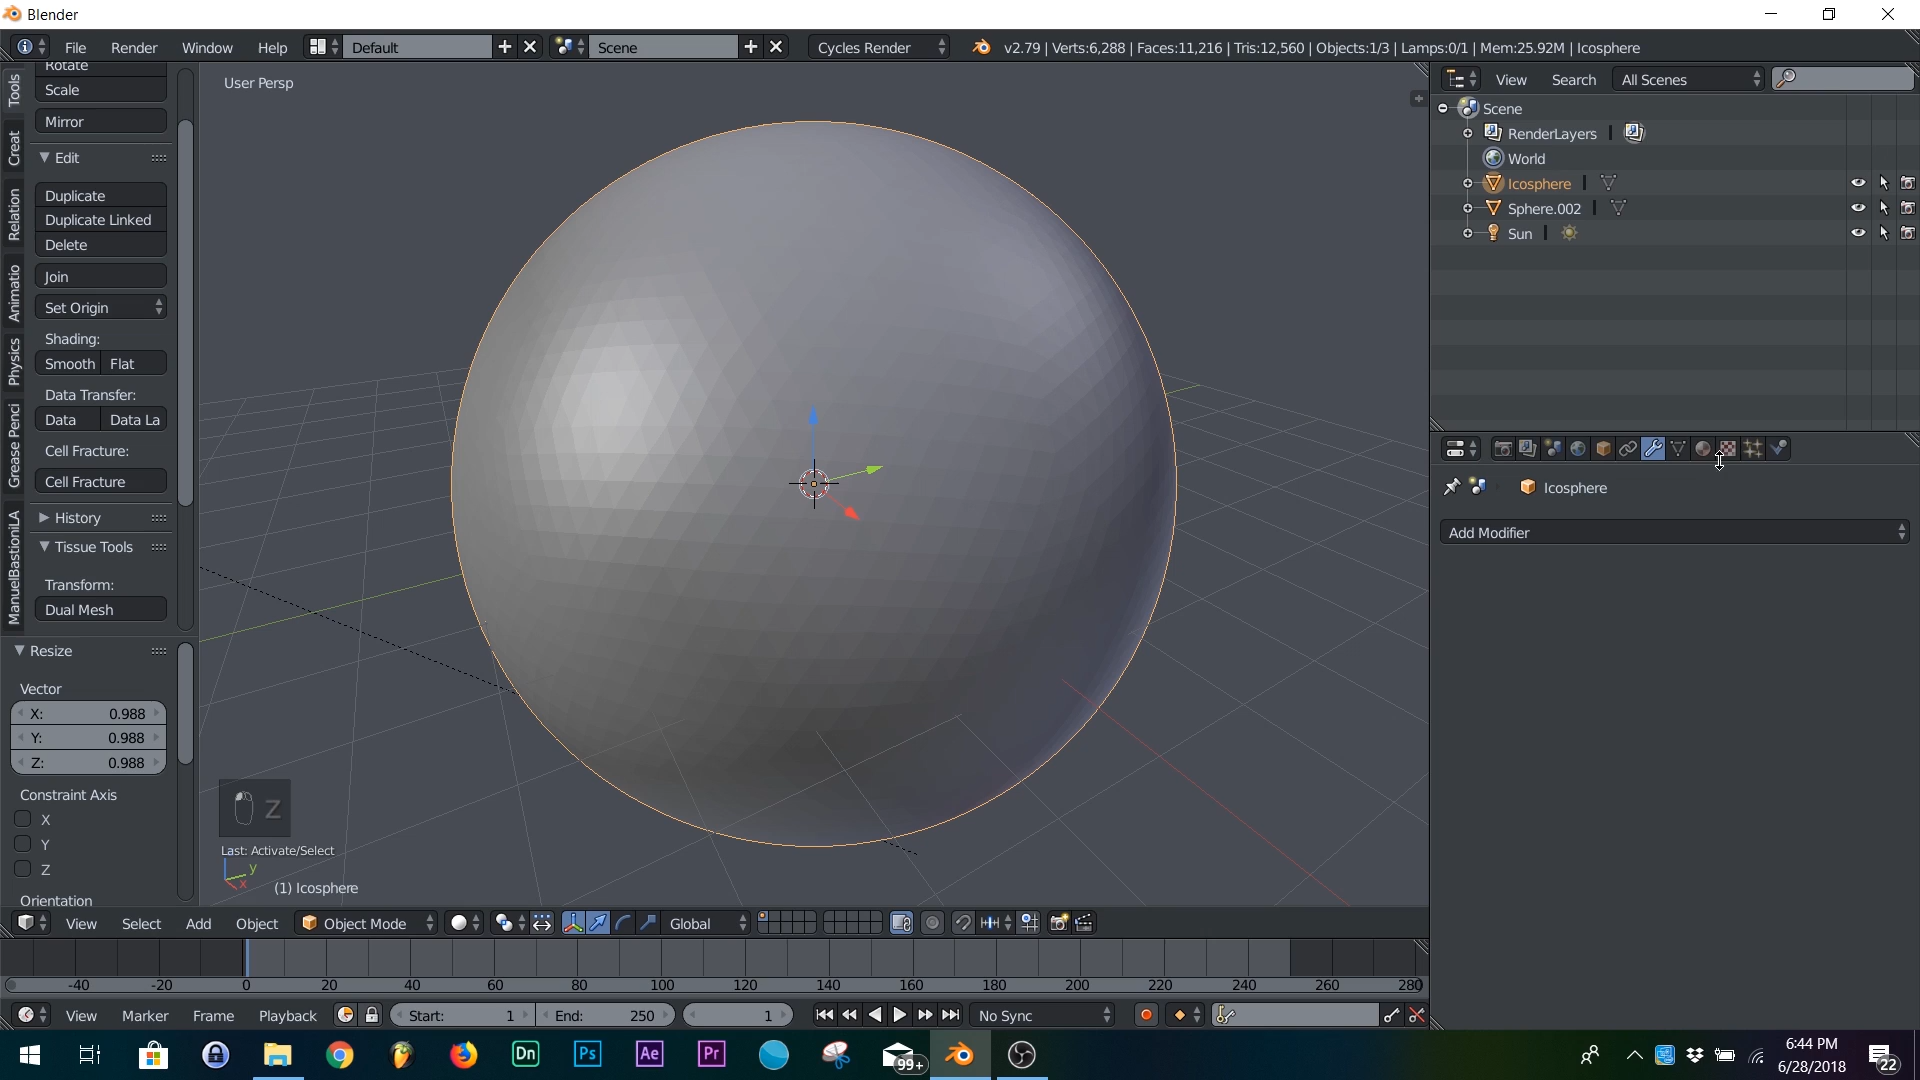 Blender
File Render Window Help Default Scene Cycles Render v2.79 | Verts:6,288 | Faces:11,216 | Tris:12,560 | Objects:1/3 | Lamps:0/1 | Mem:25.92M | Icosphere
Tools
Creat
Relation
Animatio
Physics
Grease Penci
ManuelBastioniLA
Rotate
Scale
Mirror
Edit
Duplicate
Duplicate Linked
Delete
Join
Set Origin
Shading:
Smooth Flat
Data Transfer:
Data Data La
Cell Fracture:
Cell Fracture
History
Tissue Tools
Transform:
Dual Mesh
Resize
Vector
X: 0.988
Y: 0.988
Z: 0.988
Constraint Axis
X
Y
Z
Orientation
User Persp
Z
Last: Activate/Select
y
x
(1) Icosphere
View Select Add Object Object Mode Global
-40 -20 0 20 40 60 80 100 120 140 160 180 200 220 240 260 280
View Marker Frame Playback Start: 1 End: 250 1 No Sync
View Search All Scenes
Scene
RenderLayers
World
Icosphere
Sphere.002
Sun
Icosphere
Add Modifier
Dn Ps Ae Pr 99+
6:44 PM
6/28/2018
22